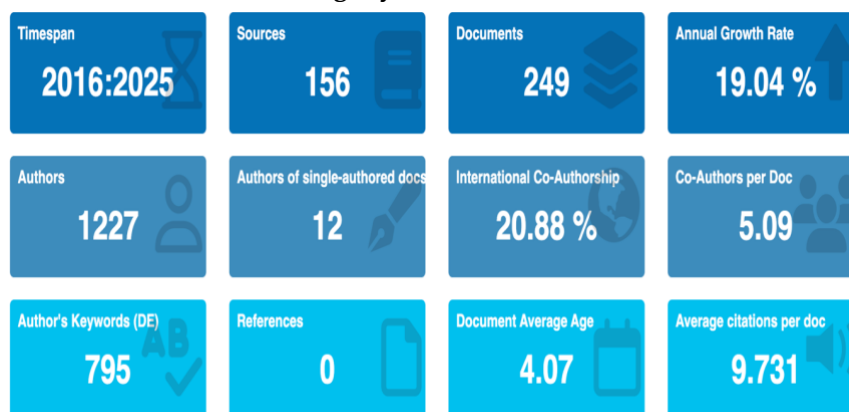 Timespan
2016:2025
Sources
156
Documents
249
Annual Growth Rate
19.04 %
Authors
1227
Authors of single-authored docs
12
International Co-Authorship
20.88 %
Co-Authors per Doc
5.09
Author's Keywords (DE)
795
AB
References
0
Document Average Age
4.07
Average citations per doc
9.731